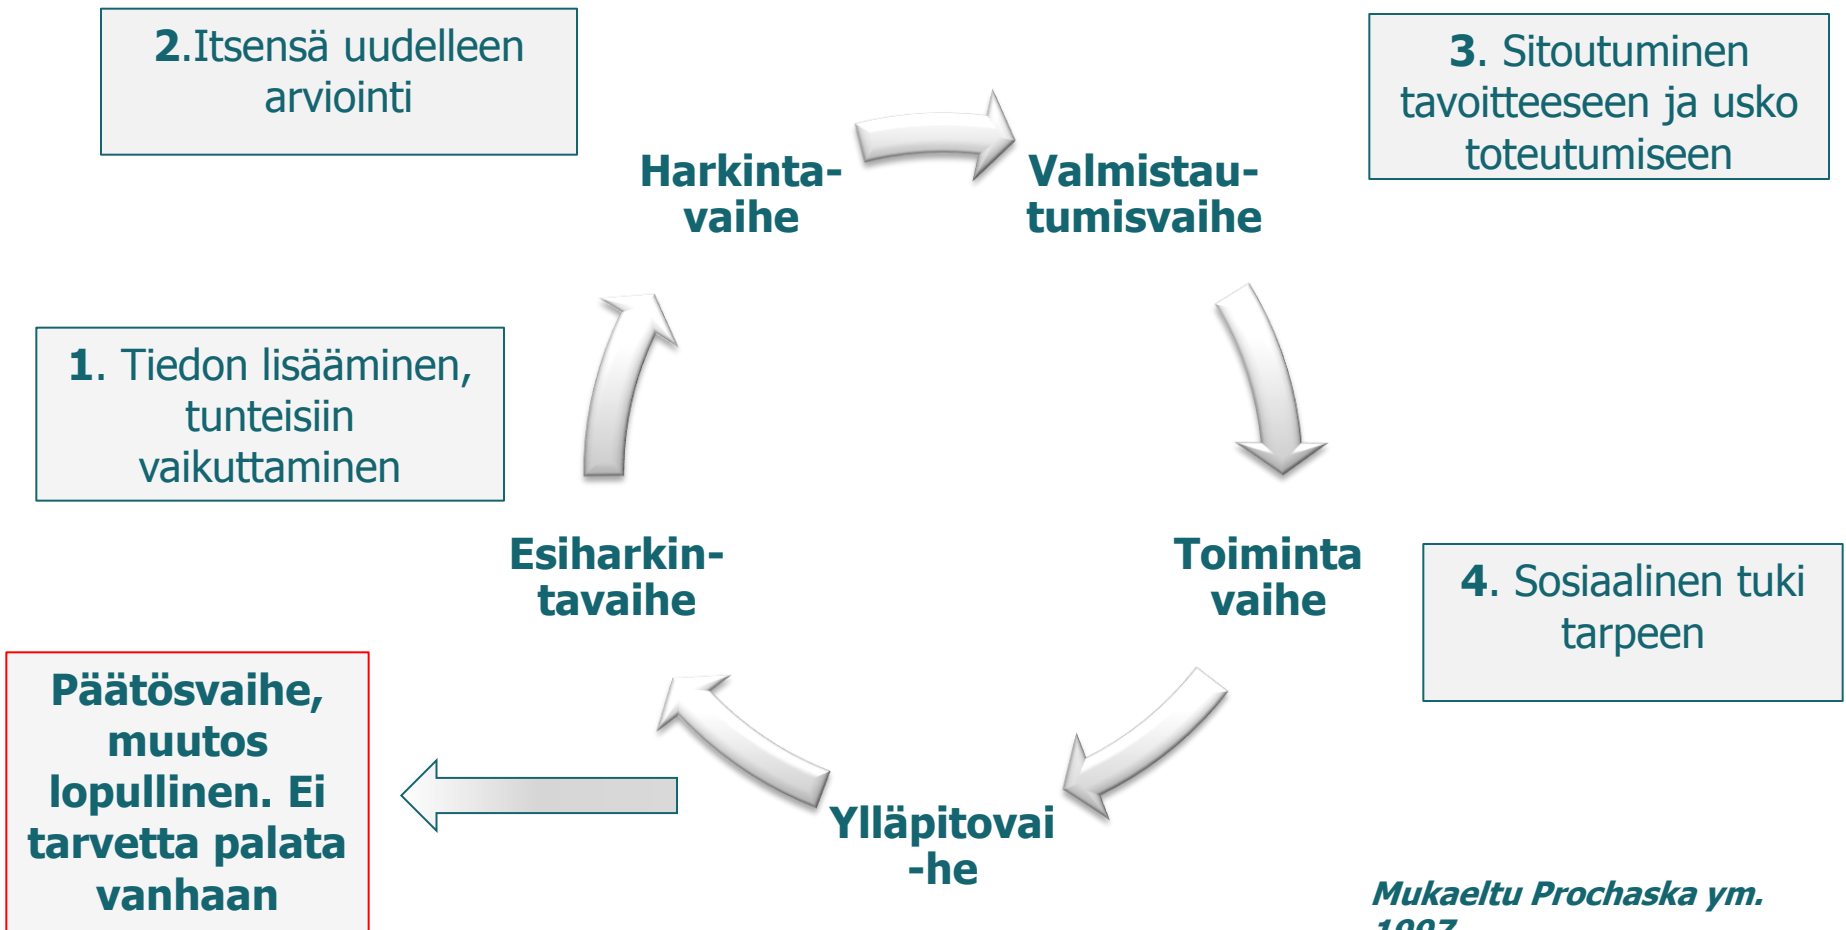 2.Itsensä uudelleen
arviointi
3. Sitoutuminen
tavoitteeseen ja usko
toteutumiseen
Harkinta-
vaihe
Valmistau-
tumisvaihe
1. Tiedon lisääminen,
tunteisiin
vaikuttaminen
Esiharkin-
tavaihe
Toiminta
vaihe
4. Sosiaalinen tuki
tarpeen
Päätösvaihe,
muutos
lopullinen. Ei
tarvetta palata
vanhaan
Ylläpitovai
-he
Mukaeltu Prochaska ym.
1997